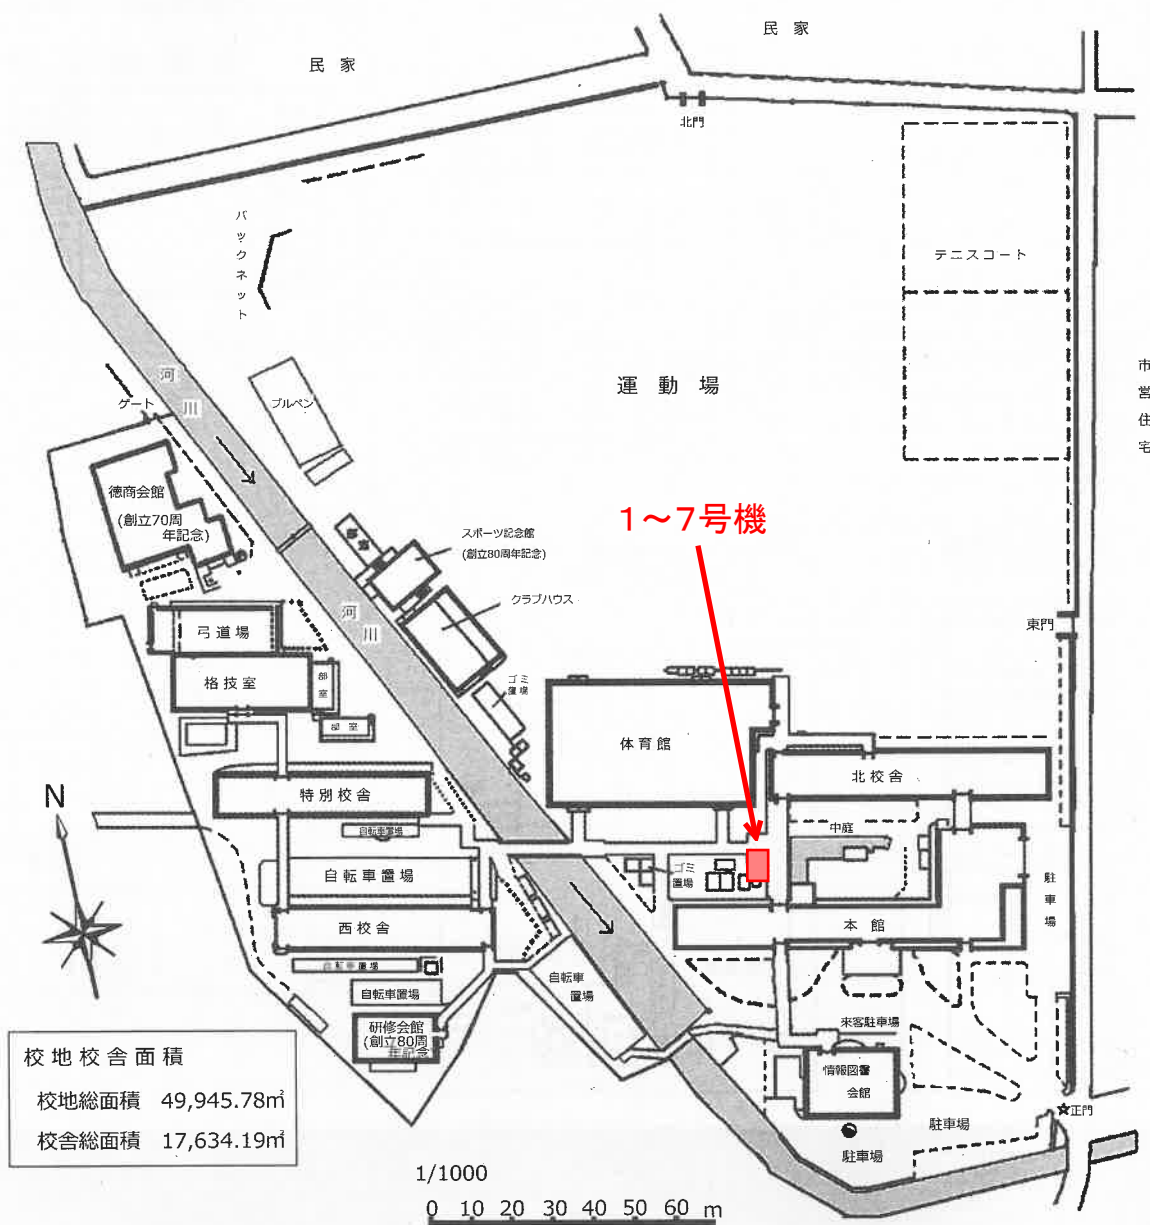 民　家
民　家
北門
バックネット
テニスコート
市営住宅
運　動　場
河川
ブルペン
ゲート
徳商会館
(創立70周
年記念)
1～7号機
スポーツ記念館
(創立80周年記念)
クラブハウス
河川
弓道場
東門
格技室
部室
ゴミ
置場
部室
体育館
北校舎
N
特別校舎
自転車置場
中庭
ゴミ
置場
自転車置場
駐車場
西校舎
本　館
自転車置場
自転車
置場
自転車置場
来客駐車場
研修会館
(創立80周
年記念
情報図書
会館
校地校舎面積
校地総面積　49,945.78㎡
校舎総面積　17,634.19㎡
☆正門
駐車場
駐車場
1/1000
0 10 20 30 40 50 60 m